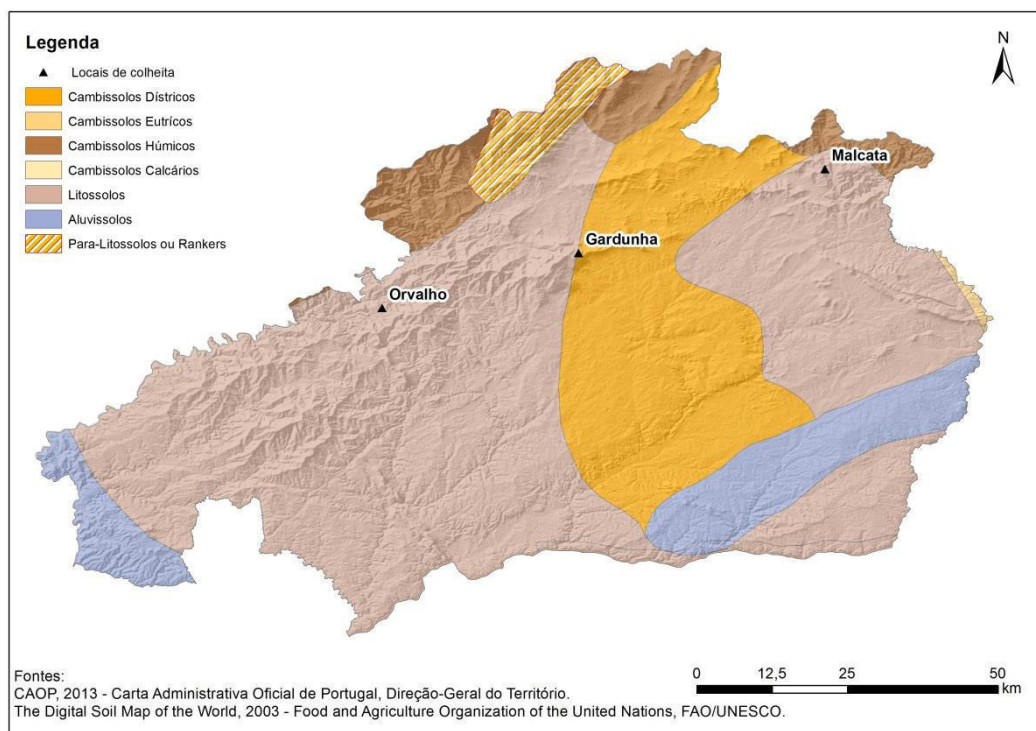 Legenda
Locais de colheita
Cambissolos Dístricos
Cambissolos Eutrícos
Cambissolos Húmicos
Cambissolos Calcários
Litossolos
Aluvissolos
Para-Litossolos ou Rankers
N
Malcata
Gardunha
Orvalho
0 12,5 25 50
km
Fontes:
CAOP, 2013 - Carta Administrativa Oficial de Portugal, Direção-Geral do Território.
The Digital Soil Map of the World, 2003 - Food and Agriculture Organization of the United Nations, FAO/UNESCO.